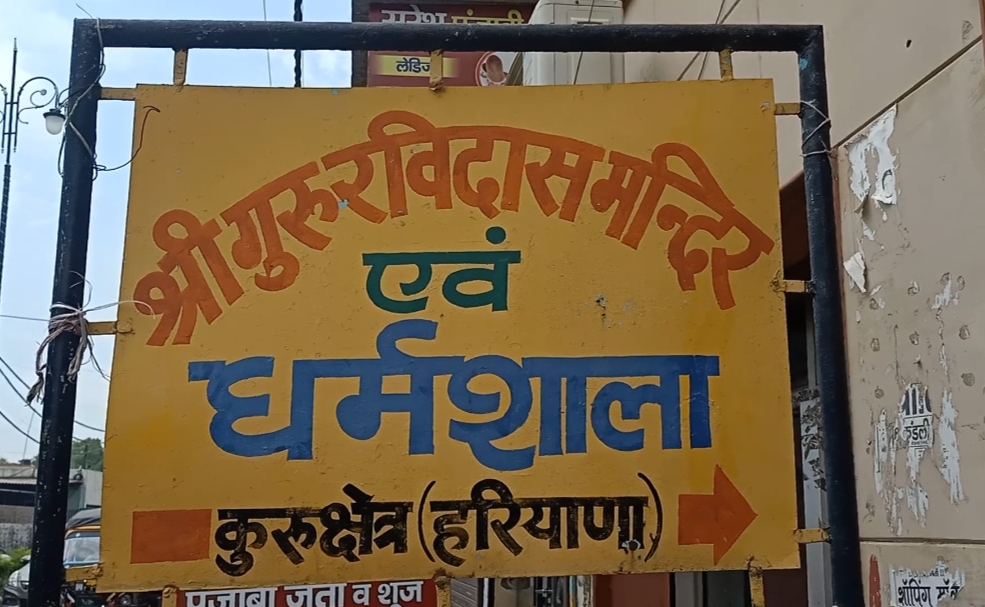 लेडिज
श्री गुरु रविदास मन्दिर
एवं
धर्मशाला
कुरुक्षेत्र (हरियाणा)
पंजाबी जूती व शूज
शॉपिंग मॉल